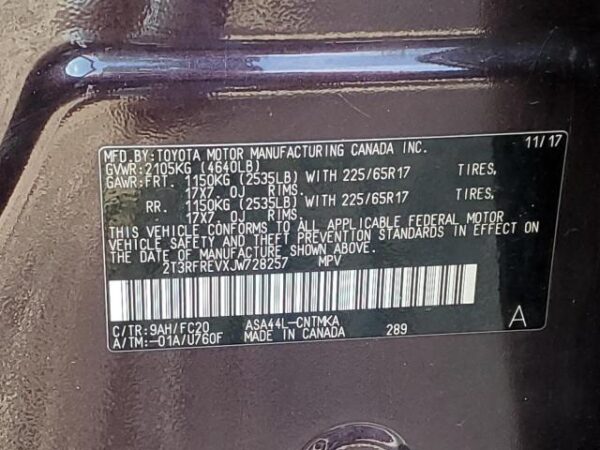 MFD.BY:TOYOTA MOTOR MANUFACTURING CANADA INC. 11/17
GVWR:2105KG (4640LB)
GAWR:FRT. 1150KG (2535LB) WITH 225/65R17 TIRES,
17X7.0J RIMS.
RR. 1150KG (2535LB) WITH 225/65R17 TIRES,
17X7.0J RIMS.
THIS VEHICLE CONFORMS TO ALL APPLICABLE FEDERAL MOTOR
VEHICLE SAFETY AND THEFT PREVENTION STANDARDS IN EFFECT ON
THE DATE OF MANUFACTURE SHOWN ABOVE.
2T3RFREVXJW728257 MPV
C/TR:9AH/FC20 ASA44L-CNTMKA
A/TM:-01A/U760F MADE IN CANADA 289 A